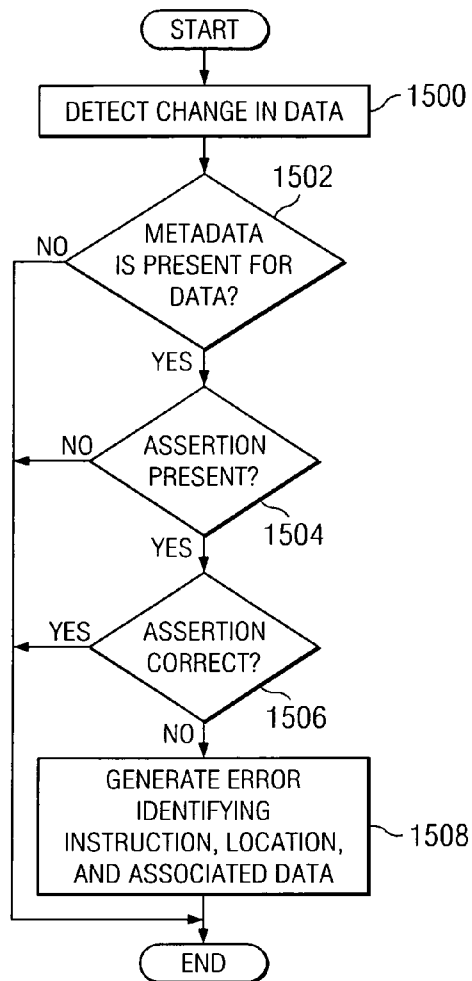 START
DETECT CHANGE IN DATA
1500
1502
METADATA
IS PRESENT FOR
DATA?
NO
YES
ASSERTION
PRESENT?
NO
1504
YES
ASSERTION
CORRECT?
YES
1506
NO
GENERATE ERROR
IDENTIFYING
INSTRUCTION, LOCATION,
AND ASSOCIATED DATA
1508
END